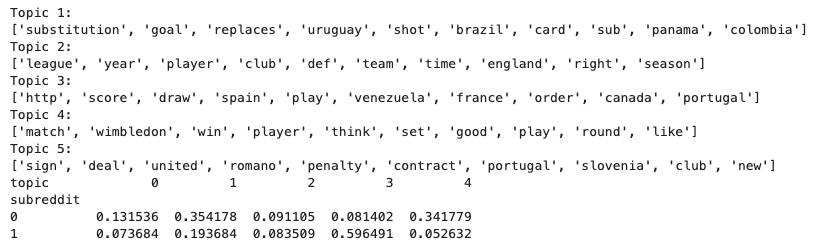 Topic 1:
['substitution', 'goal', 'replaces', 'uruguay', 'shot', 'brazil', 'card', 'sub', 'panama', 'colombia']
Topic 2:
['league', 'year', 'player', 'club', 'def', 'team', 'time', 'england', 'right', 'season']
Topic 3:
['http', 'score', 'draw', 'spain', 'play', 'venezuela', 'france', 'order', 'canada', 'portugal']
Topic 4:
['match', 'wimbledon', 'win', 'player', 'think', 'set', 'good', 'play', 'round', 'like']
Topic 5:
['sign', 'deal', 'united', 'romano', 'penalty', 'contract', 'portugal', 'slovenia', 'club', 'new']
topic 0 1 2 3 4
subreddit
0 0.131536 0.354178 0.091105 0.081402 0.341779
1 0.073684 0.193684 0.083509 0.596491 0.052632